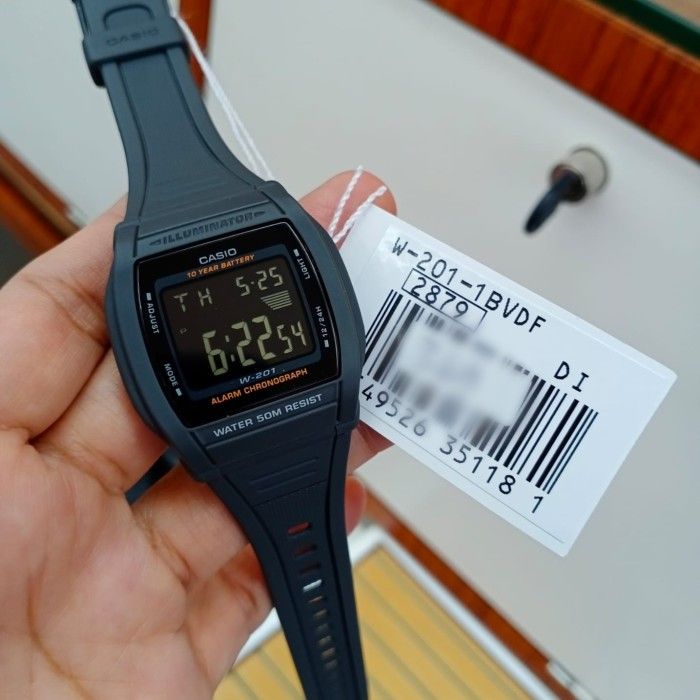 CASIO
ILLUMINATOR
CASIO
10 YEAR BATTERY
LIGHT
TH 5-25
ADJUST
P
6:22 54
12/24H
MODE
W-201
ALARM CHRONOGRAPH
WATER 50M RESIST
W-201-1BVDF
2879
DI
49526 35118 1